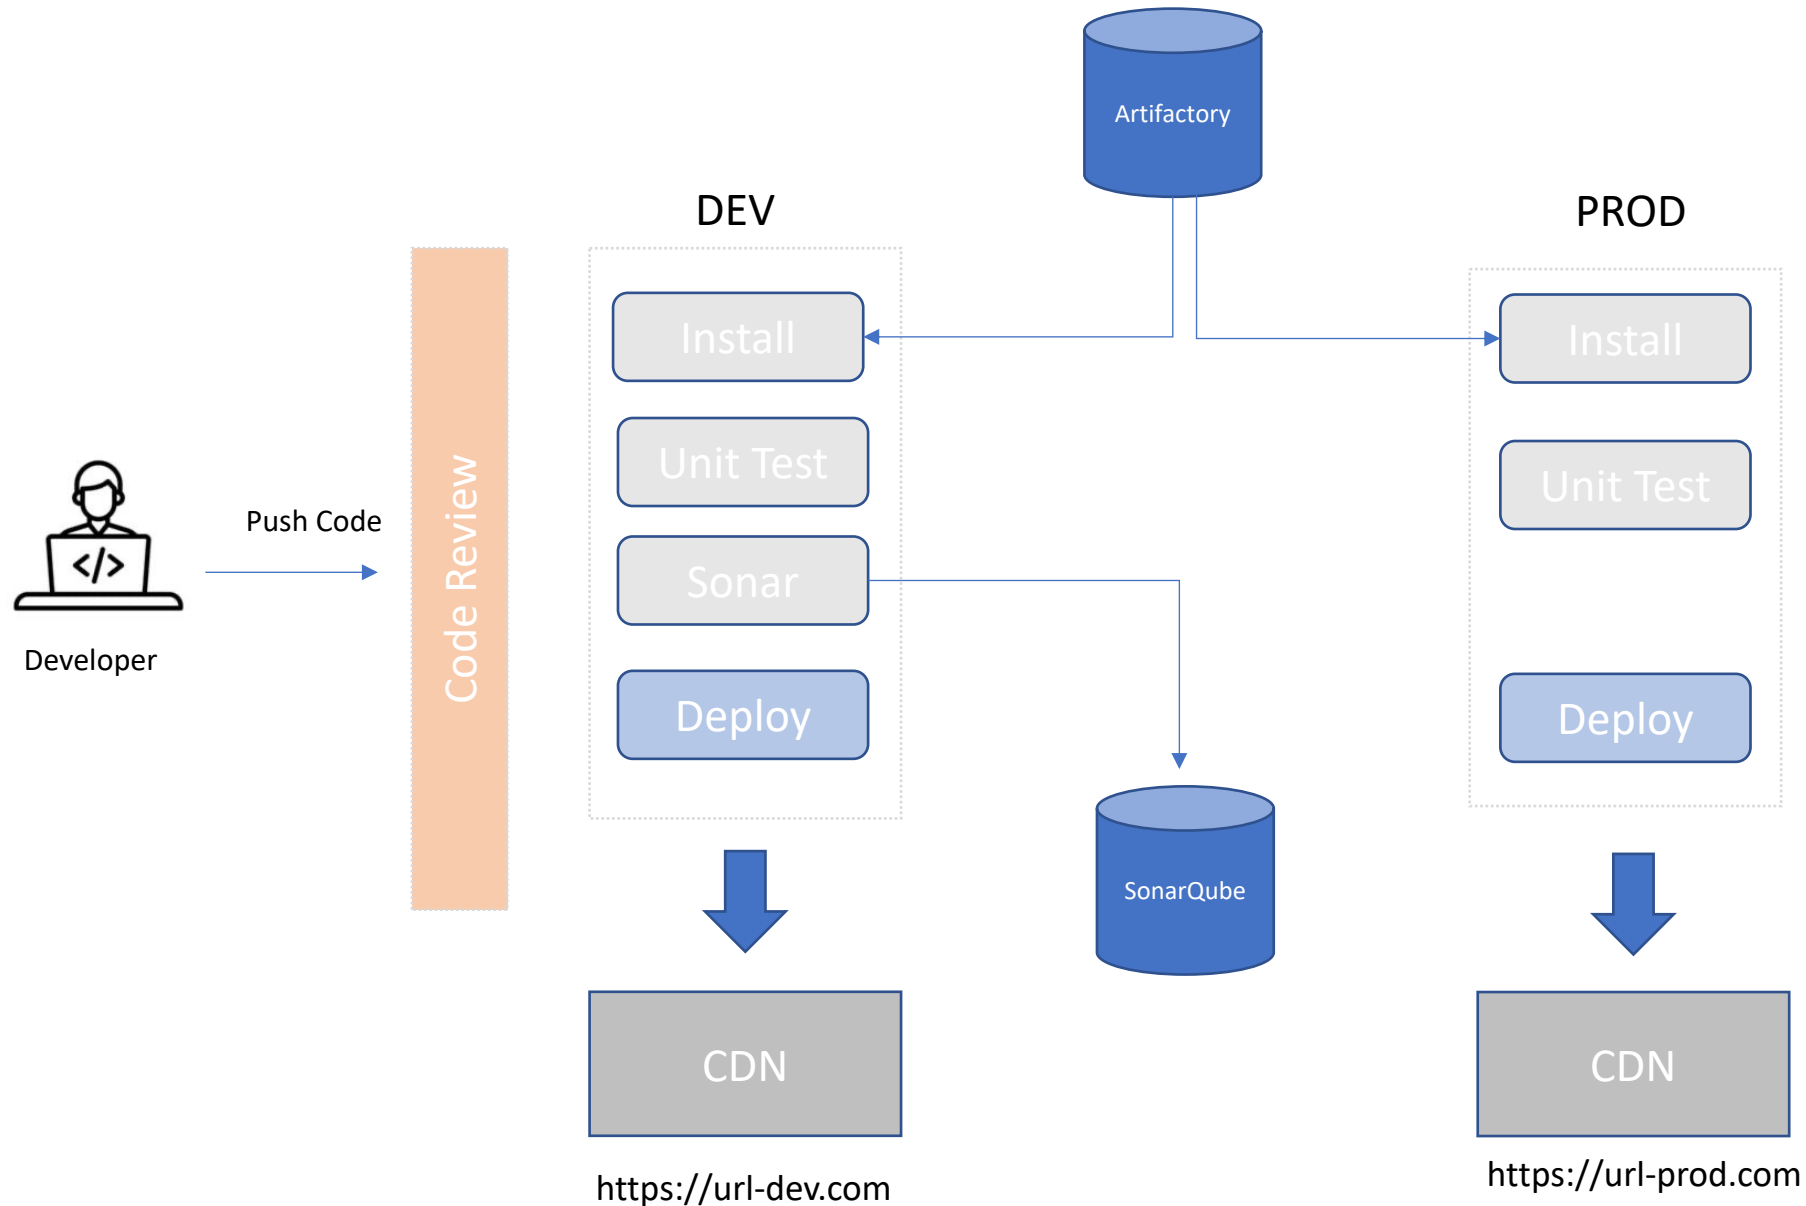 Artifactory
DEV
PROD
Install
Install
Unit Test
Unit Test
Push Code
Code Review
Sonar
Developer
Deploy
Deploy
SonarQube
CDN
CDN
https://url-dev.com
https://url-prod.com